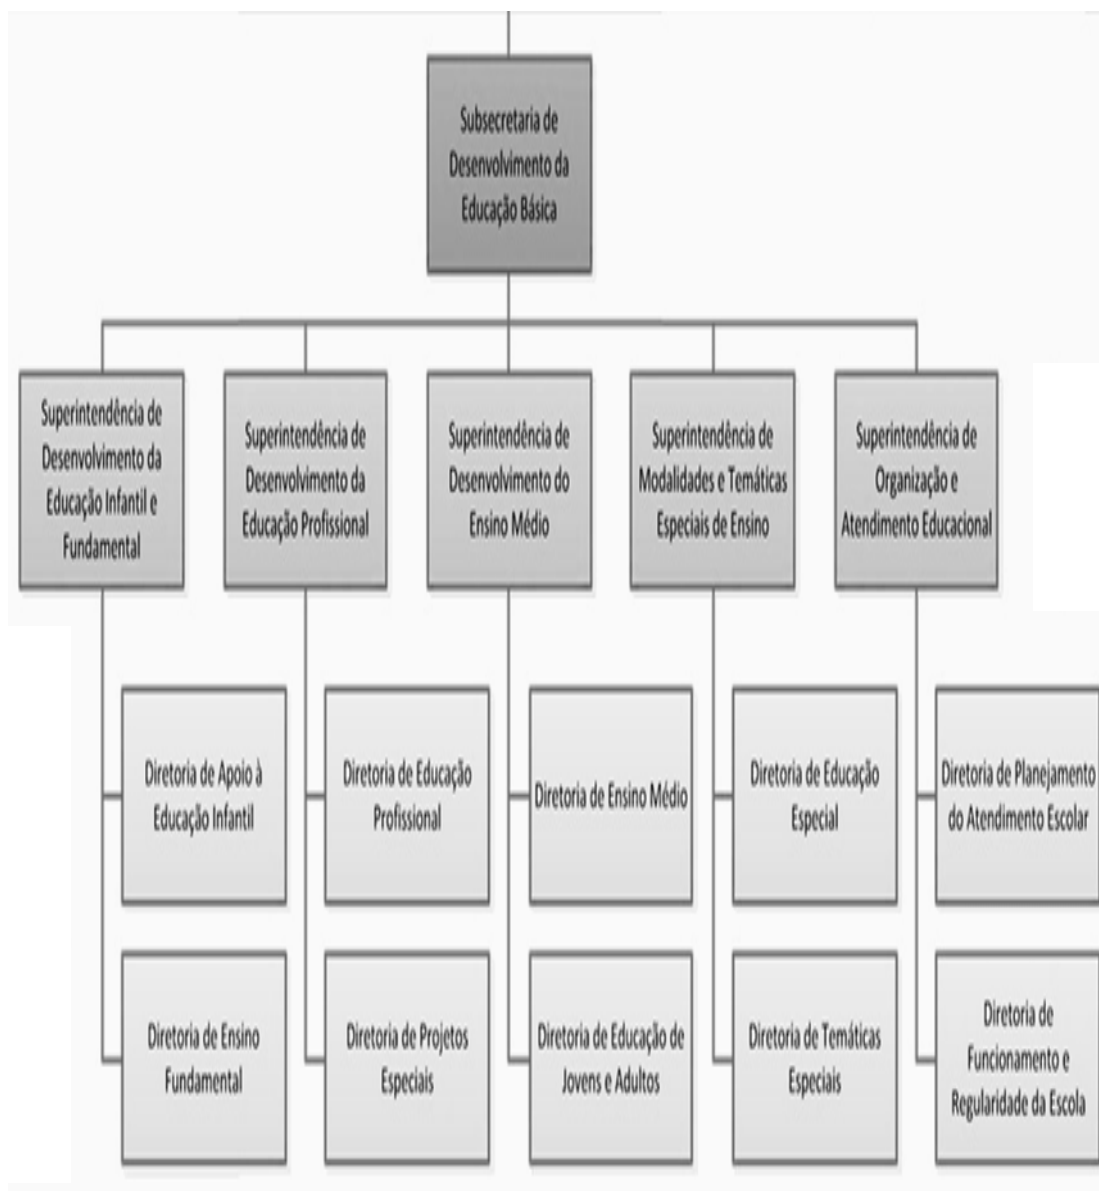 Subsecretaria de
Desenvolvimento da
Educação Básica
Superintendência de
Desenvolvimento da
Educação Infantil e
Fundamental
Superintendência de
Desenvolvimento da
Educação Profissional
Superintendência de
Desenvolvimento do
Ensino Médio
Superintendência de
Modalidades e Temáticas
Especiais de Ensino
Superintendência de
Organização e
Atendimento Educacional
Diretoria de Apoio à
Educação Infantil
Diretoria de Educação
Profissional
Diretoria de Ensino Médio
Diretoria de Educação
Especial
Diretoria de Planejamento
do Atendimento Escolar
Diretoria de Ensino
Fundamental
Diretoria de Projetos
Especiais
Diretoria de Educação de
Jovens e Adultos
Diretoria de Temáticas
Especiais
Diretoria de
Funcionamento e
Regularidade da Escola